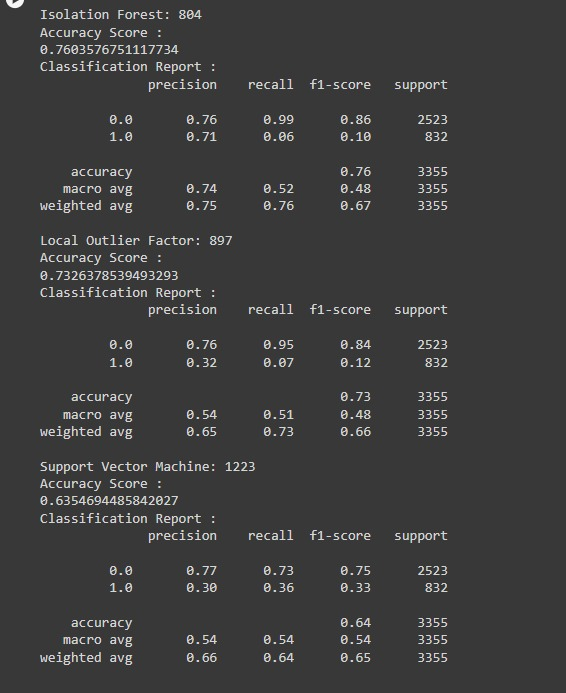 Isolation Forest: 804
Accuracy Score :
0.7603576751117734
Classification Report :
precision recall f1-score support
0.0 0.76 0.99 0.86 2523
1.0 0.71 0.06 0.10 832
accuracy 0.76 3355
macro avg 0.74 0.52 0.48 3355
weighted avg 0.75 0.76 0.67 3355
Local Outlier Factor: 897
Accuracy Score :
0.7326378539493293
Classification Report :
precision recall f1-score support
0.0 0.76 0.95 0.84 2523
1.0 0.32 0.07 0.12 832
accuracy 0.73 3355
macro avg 0.54 0.51 0.48 3355
weighted avg 0.65 0.73 0.66 3355
Support Vector Machine: 1223
Accuracy Score :
0.6354694485842027
Classification Report :
precision recall f1-score support
0.0 0.77 0.73 0.75 2523
1.0 0.30 0.36 0.33 832
accuracy 0.64 3355
macro avg 0.54 0.54 0.54 3355
weighted avg 0.66 0.64 0.65 3355